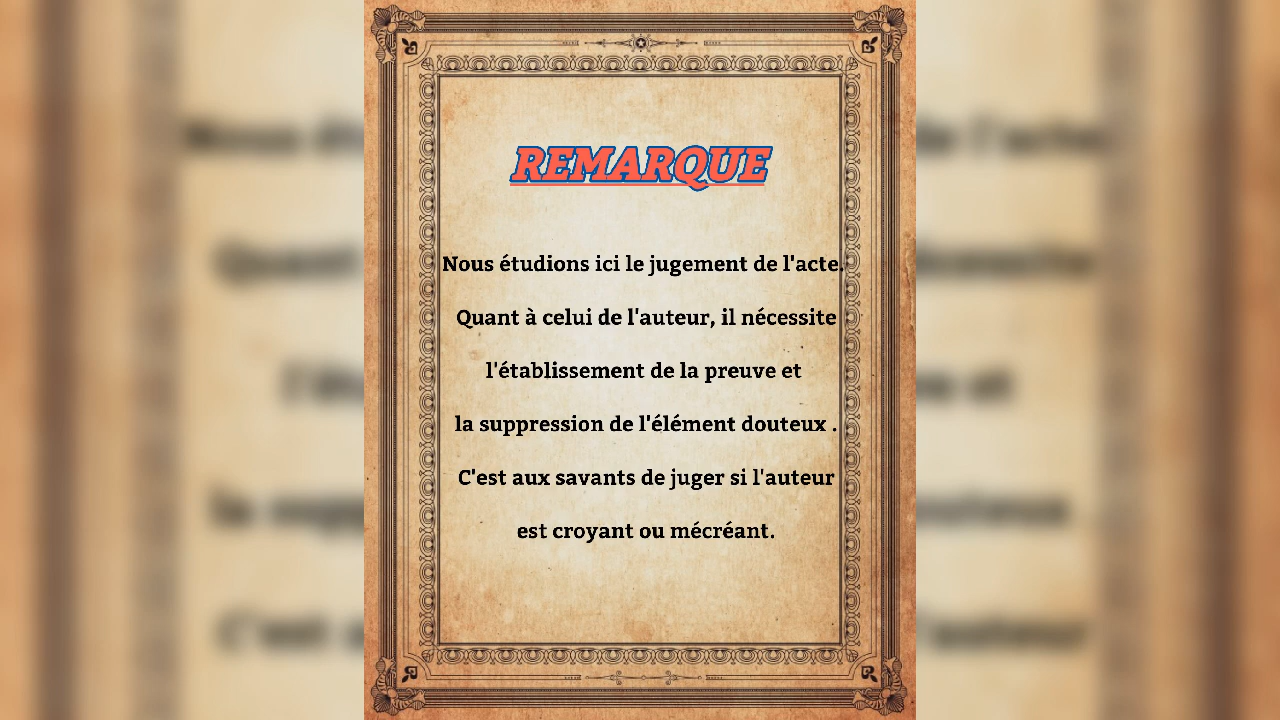 REMARQUE
Nous étudions ici le jugement de l'acte.
Quant à celui de l'auteur, il nécessite
l'établissement de la preuve et
la suppression de l'élément douteux .
C'est aux savants de juger si l'auteur
est croyant ou mécréant.